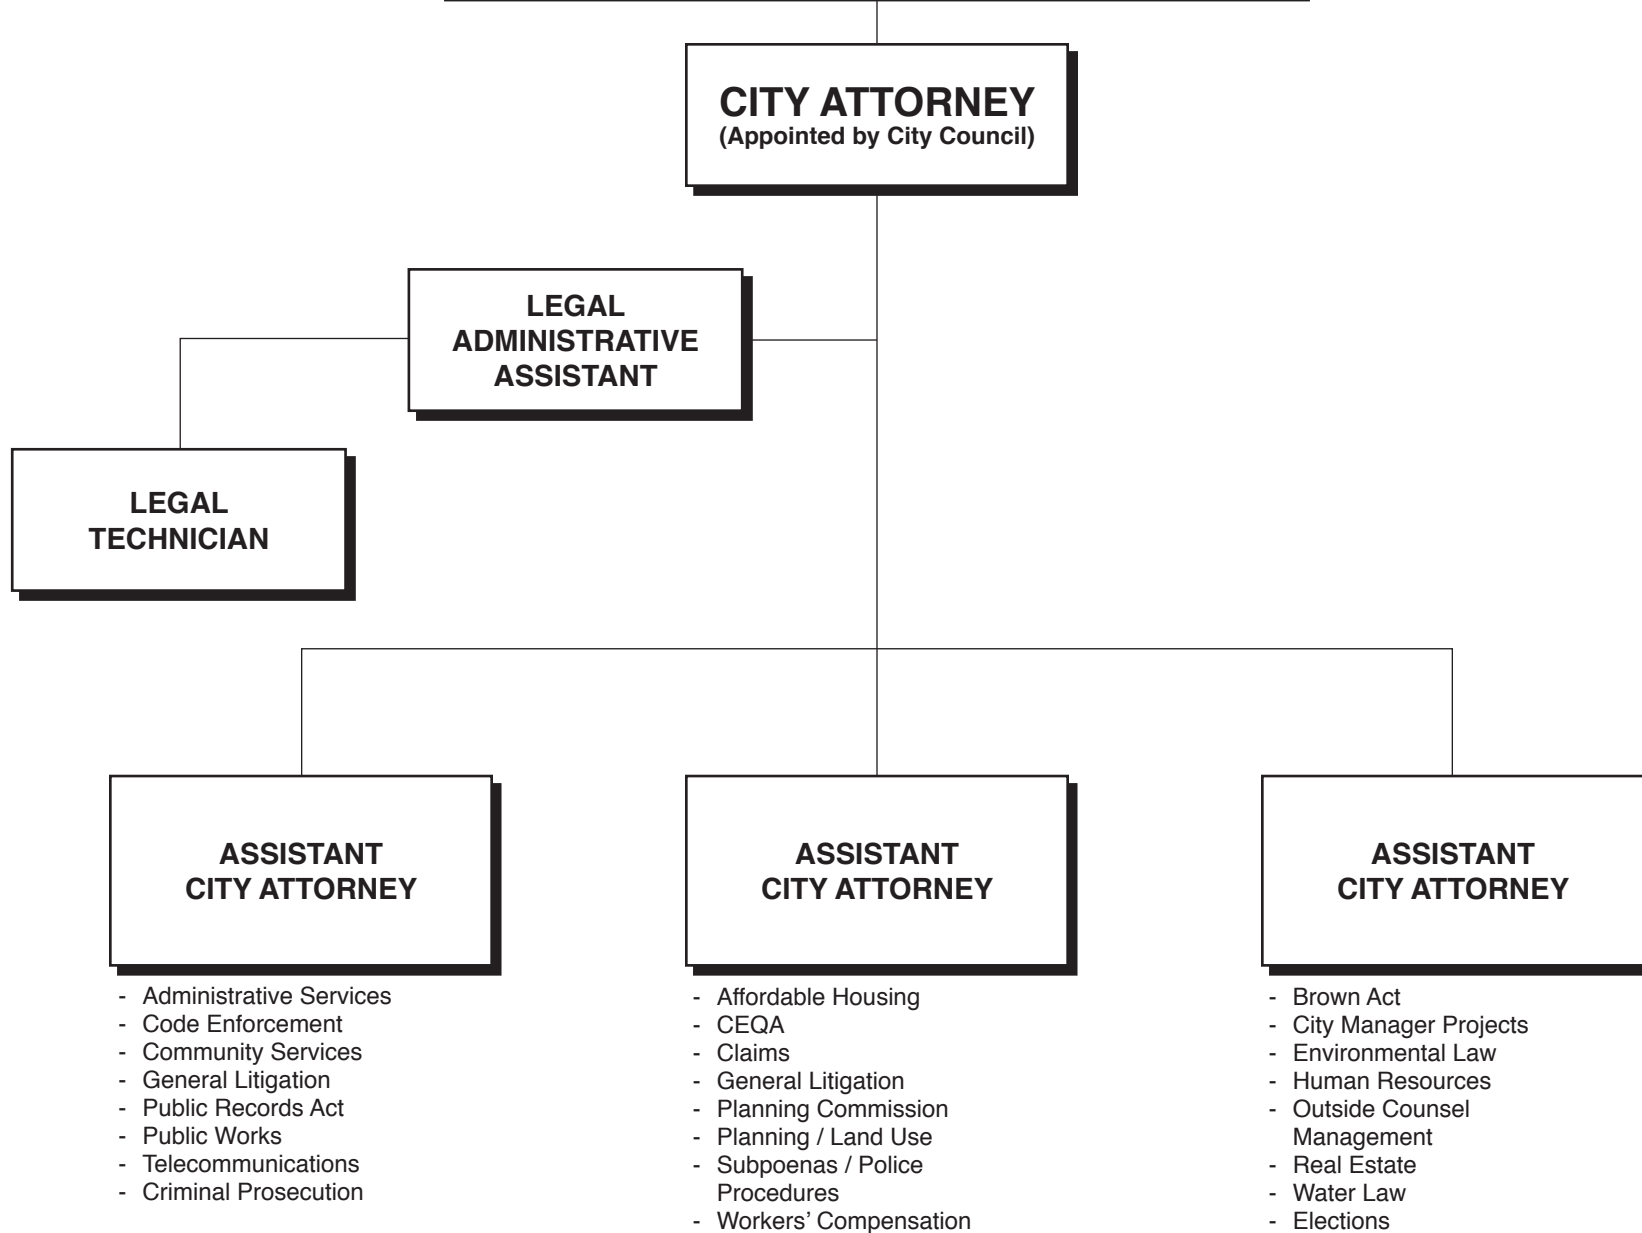 CITY ATTORNEY
(Appointed by City Council)
LEGAL
ADMINISTRATIVE
ASSISTANT
LEGAL
TECHNICIAN
ASSISTANT
CITY ATTORNEY
- Administrative Services
- Code Enforcement
- Community Services
- General Litigation
- Public Records Act
- Public Works
- Telecommunications
- Criminal Prosecution
ASSISTANT
CITY ATTORNEY
- Affordable Housing
- CEQA
- Claims
- General Litigation
- Planning Commission
- Planning / Land Use
- Subpoenas / Police
Procedures
- Workers’ Compensation
ASSISTANT
CITY ATTORNEY
- Brown Act
- City Manager Projects
- Environmental Law
- Human Resources
- Outside Counsel
Management
- Real Estate
- Water Law
- Elections